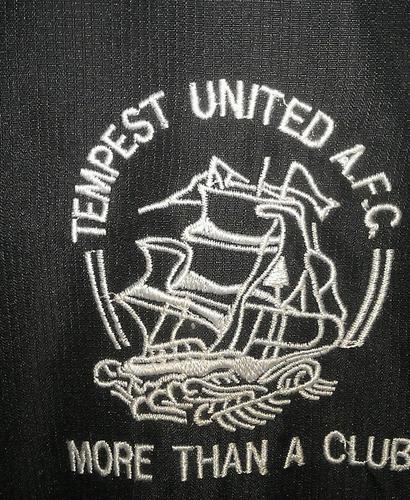 TEMPEST UNITED A.F.C.
MORE THAN A CLUB